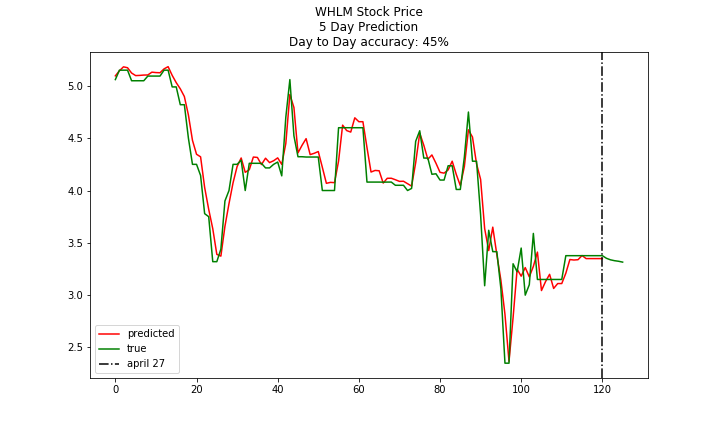 WHLM Stock Price
5 Day Prediction
Day to Day accuracy: 45%
5.0
4.5
4.0
3.5
3.0
2.5
predicted
true
april 27
0 20 40 60 80 100 120